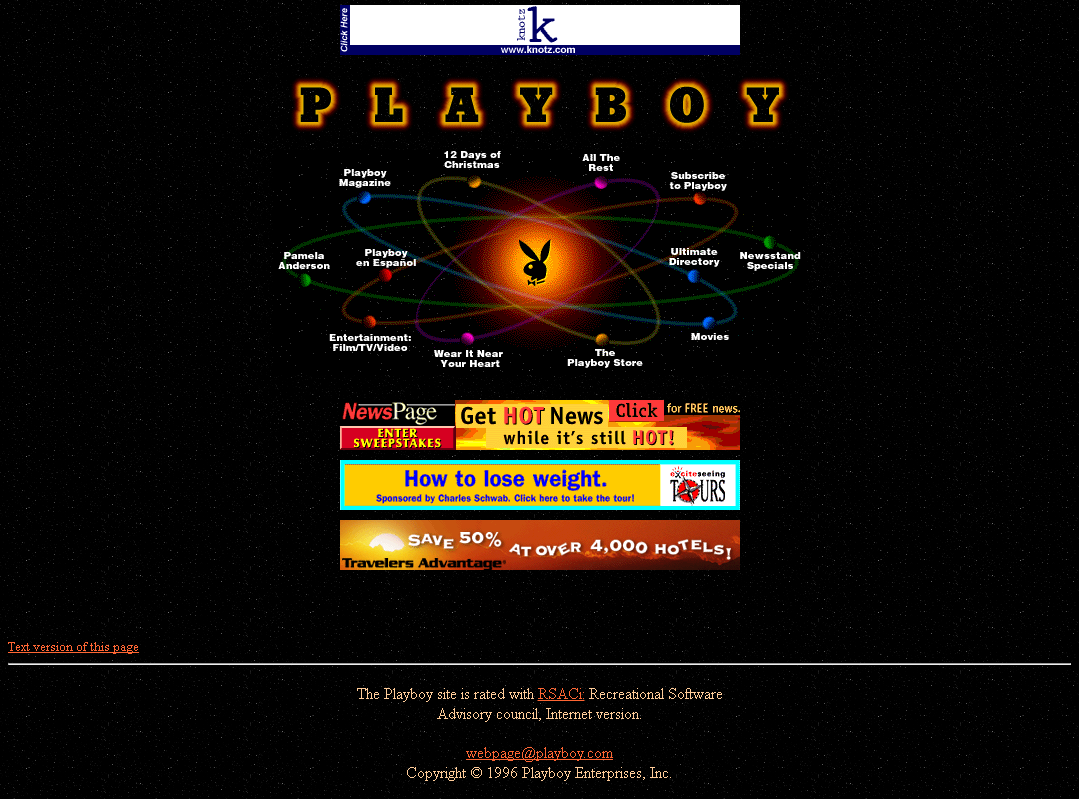 Click Here
knotz
k
www.knotz.com
PLAYBOY
12 Days of
Christmas
All The
Rest
Playboy
Magazine
Subscribe
to Playboy
Pamela
Anderson
Playboy
en Español
Ultimate
Directory
Newsstand
Specials
Entertainment:
Film/TV/Video
Movies
Wear It Near
Your Heart
The
Playboy Store
NewsPage
ENTER
SWEEPSTAKES
Get HOT News Click for FREE news.
while it's still HOT!
How to lose weight.
Sponsored by Charles Schwab. Click here to take the tour!
exciteseeing
TOURS
SAVE 50% AT OVER 4,000 HOTELS!
Travelers Advantage
Text version of this page
The Playboy site is rated with RSACi: Recreational Software
Advisory council, Internet version.
webpage@playboy.com
Copyright © 1996 Playboy Enterprises, Inc.